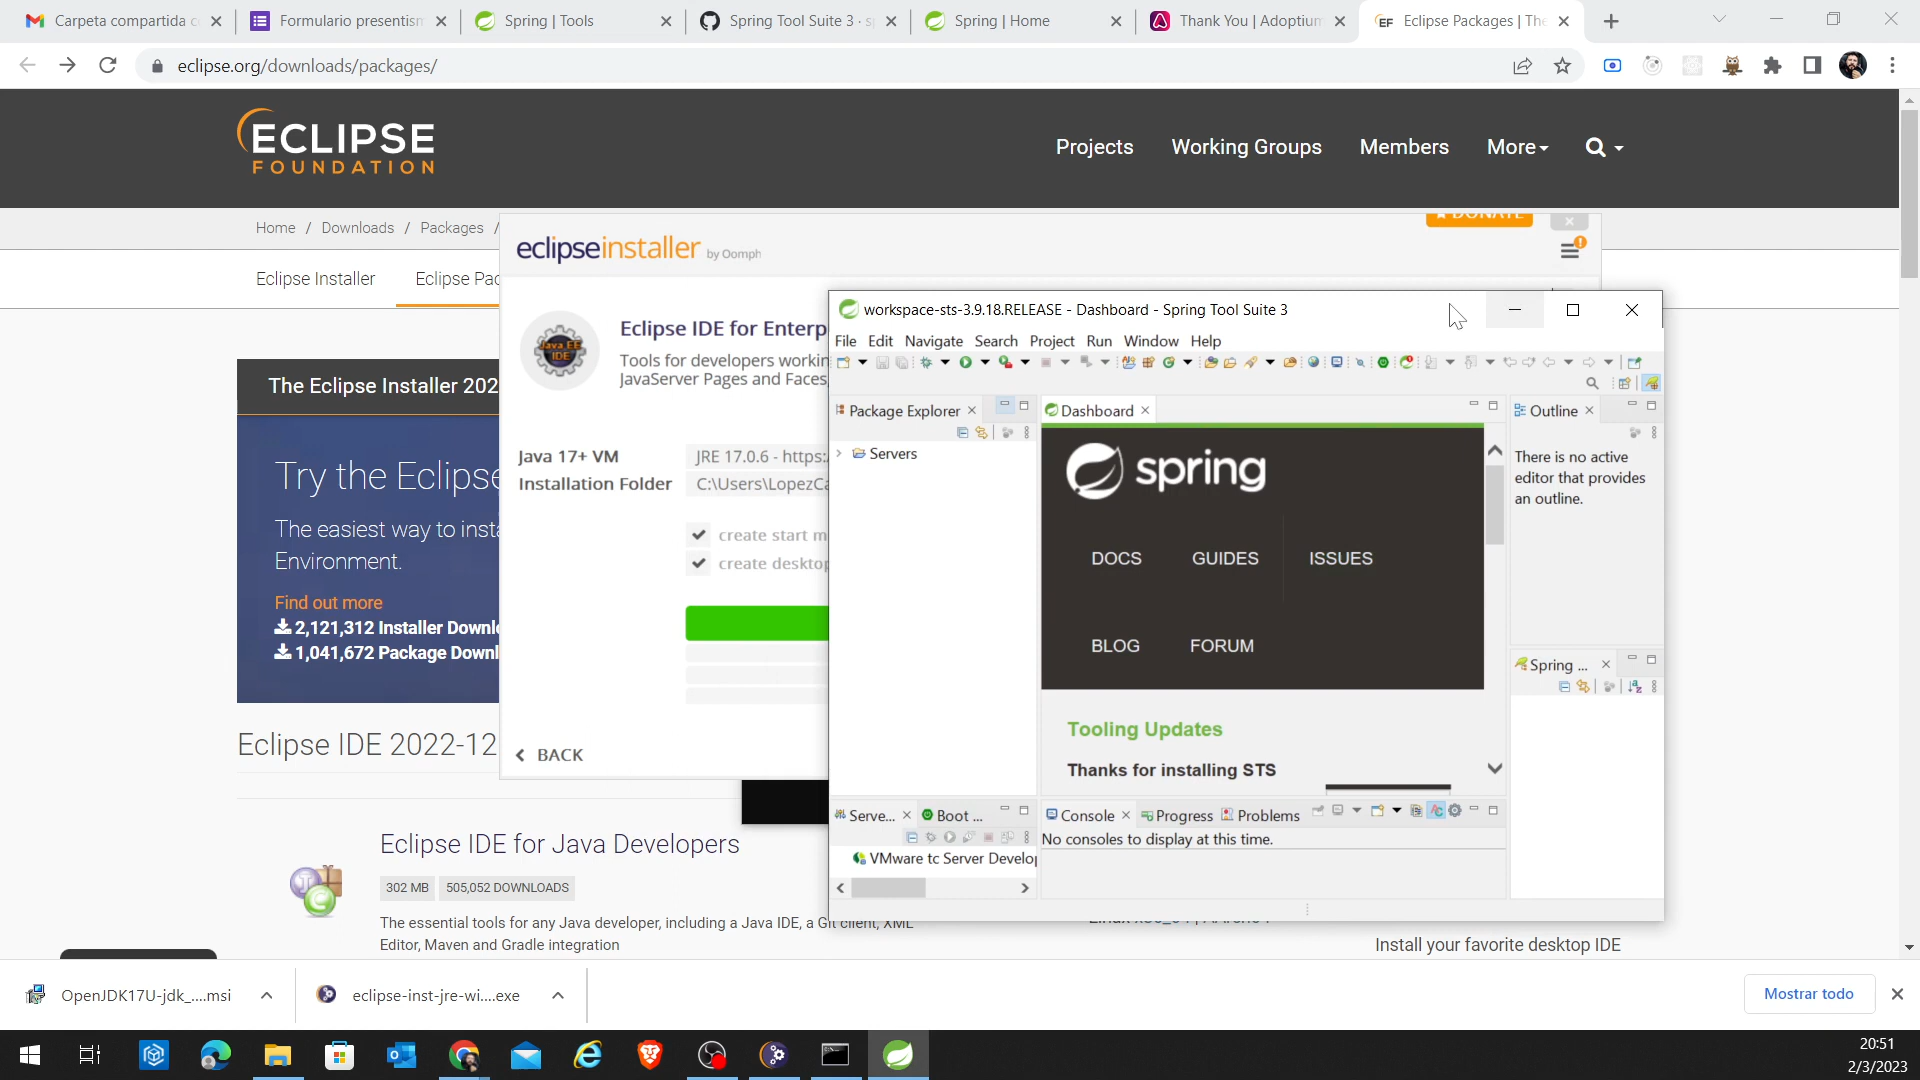 Carpeta compartida c
Formulario presentism
Spring | Tools
Spring Tool Suite 3 · s
Spring | Home
Thank You | Adoptium
Eclipse Packages | The
eclipse.org/downloads/packages/
ECLIPSE
FOUNDATION
Projects
Working Groups
Members
More
Home / Downloads / Packages /
DONATE
eclipseinstaller by Oomph
Eclipse Installer
Eclipse Pac
Eclipse IDE for Enterp
Tools for developers workin
JavaServer Pages and Faces,
Java EE
IDE
The Eclipse Installer 202
Try the Eclipse
The easiest way to insta
Environment.
Find out more
2,121,312 Installer Downl
1,041,672 Package Downl
Java 17+ VM
JRE 17.0.6 - https:/
Installation Folder
C:\Users\LopezCa
create start m
create desktop
BACK
workspace-sts-3.9.18.RELEASE - Dashboard - Spring Tool Suite 3
File Edit Navigate Search Project Run Window Help
Package Explorer
Servers
Dashboard
spring
DOCS
GUIDES
ISSUES
BLOG
FORUM
Tooling Updates
Thanks for installing STS
Outline
There is no active
editor that provides
an outline.
Spring ...
Serve...
Boot ...
VMware tc Server Develop
Console
Progress
Problems
No consoles to display at this time.
Eclipse IDE 2022-12
Eclipse IDE for Java Developers
302 MB
505,052 DOWNLOADS
The essential tools for any Java developer, including a Java IDE, a Git client, XML
Editor, Maven and Gradle integration
Install your favorite desktop IDE
OpenJDK17U-jdk_....msi
eclipse-inst-jre-wi....exe
Mostrar todo
20:51
2/3/2023